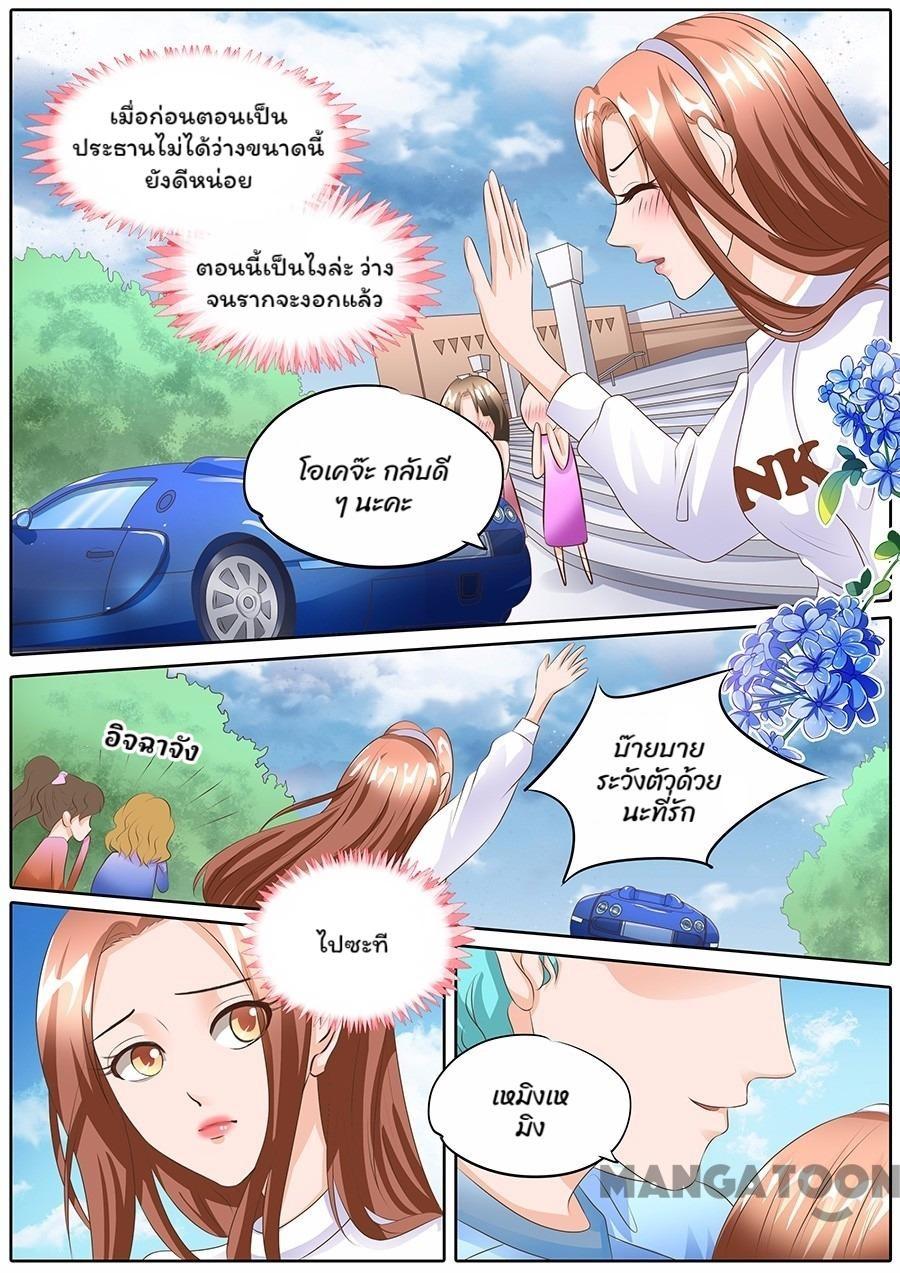 เมื่อก่อนตอนเป็น
ประธานไม่ได้ว่างขนาดนี้
ยังดีหน่อย
ตอนนี้เป็นไงล่ะ ว่าง
จนรากจะงอกแล้ว
โอเคจ๊ะ กลับดี
ๆ นะคะ
NK
อิจฉาจัง
บ๊ายบาย
ระวังตัวด้วย
นะที่รัก
ไปซะที
เหมิงเห
มิง
MANGATOON